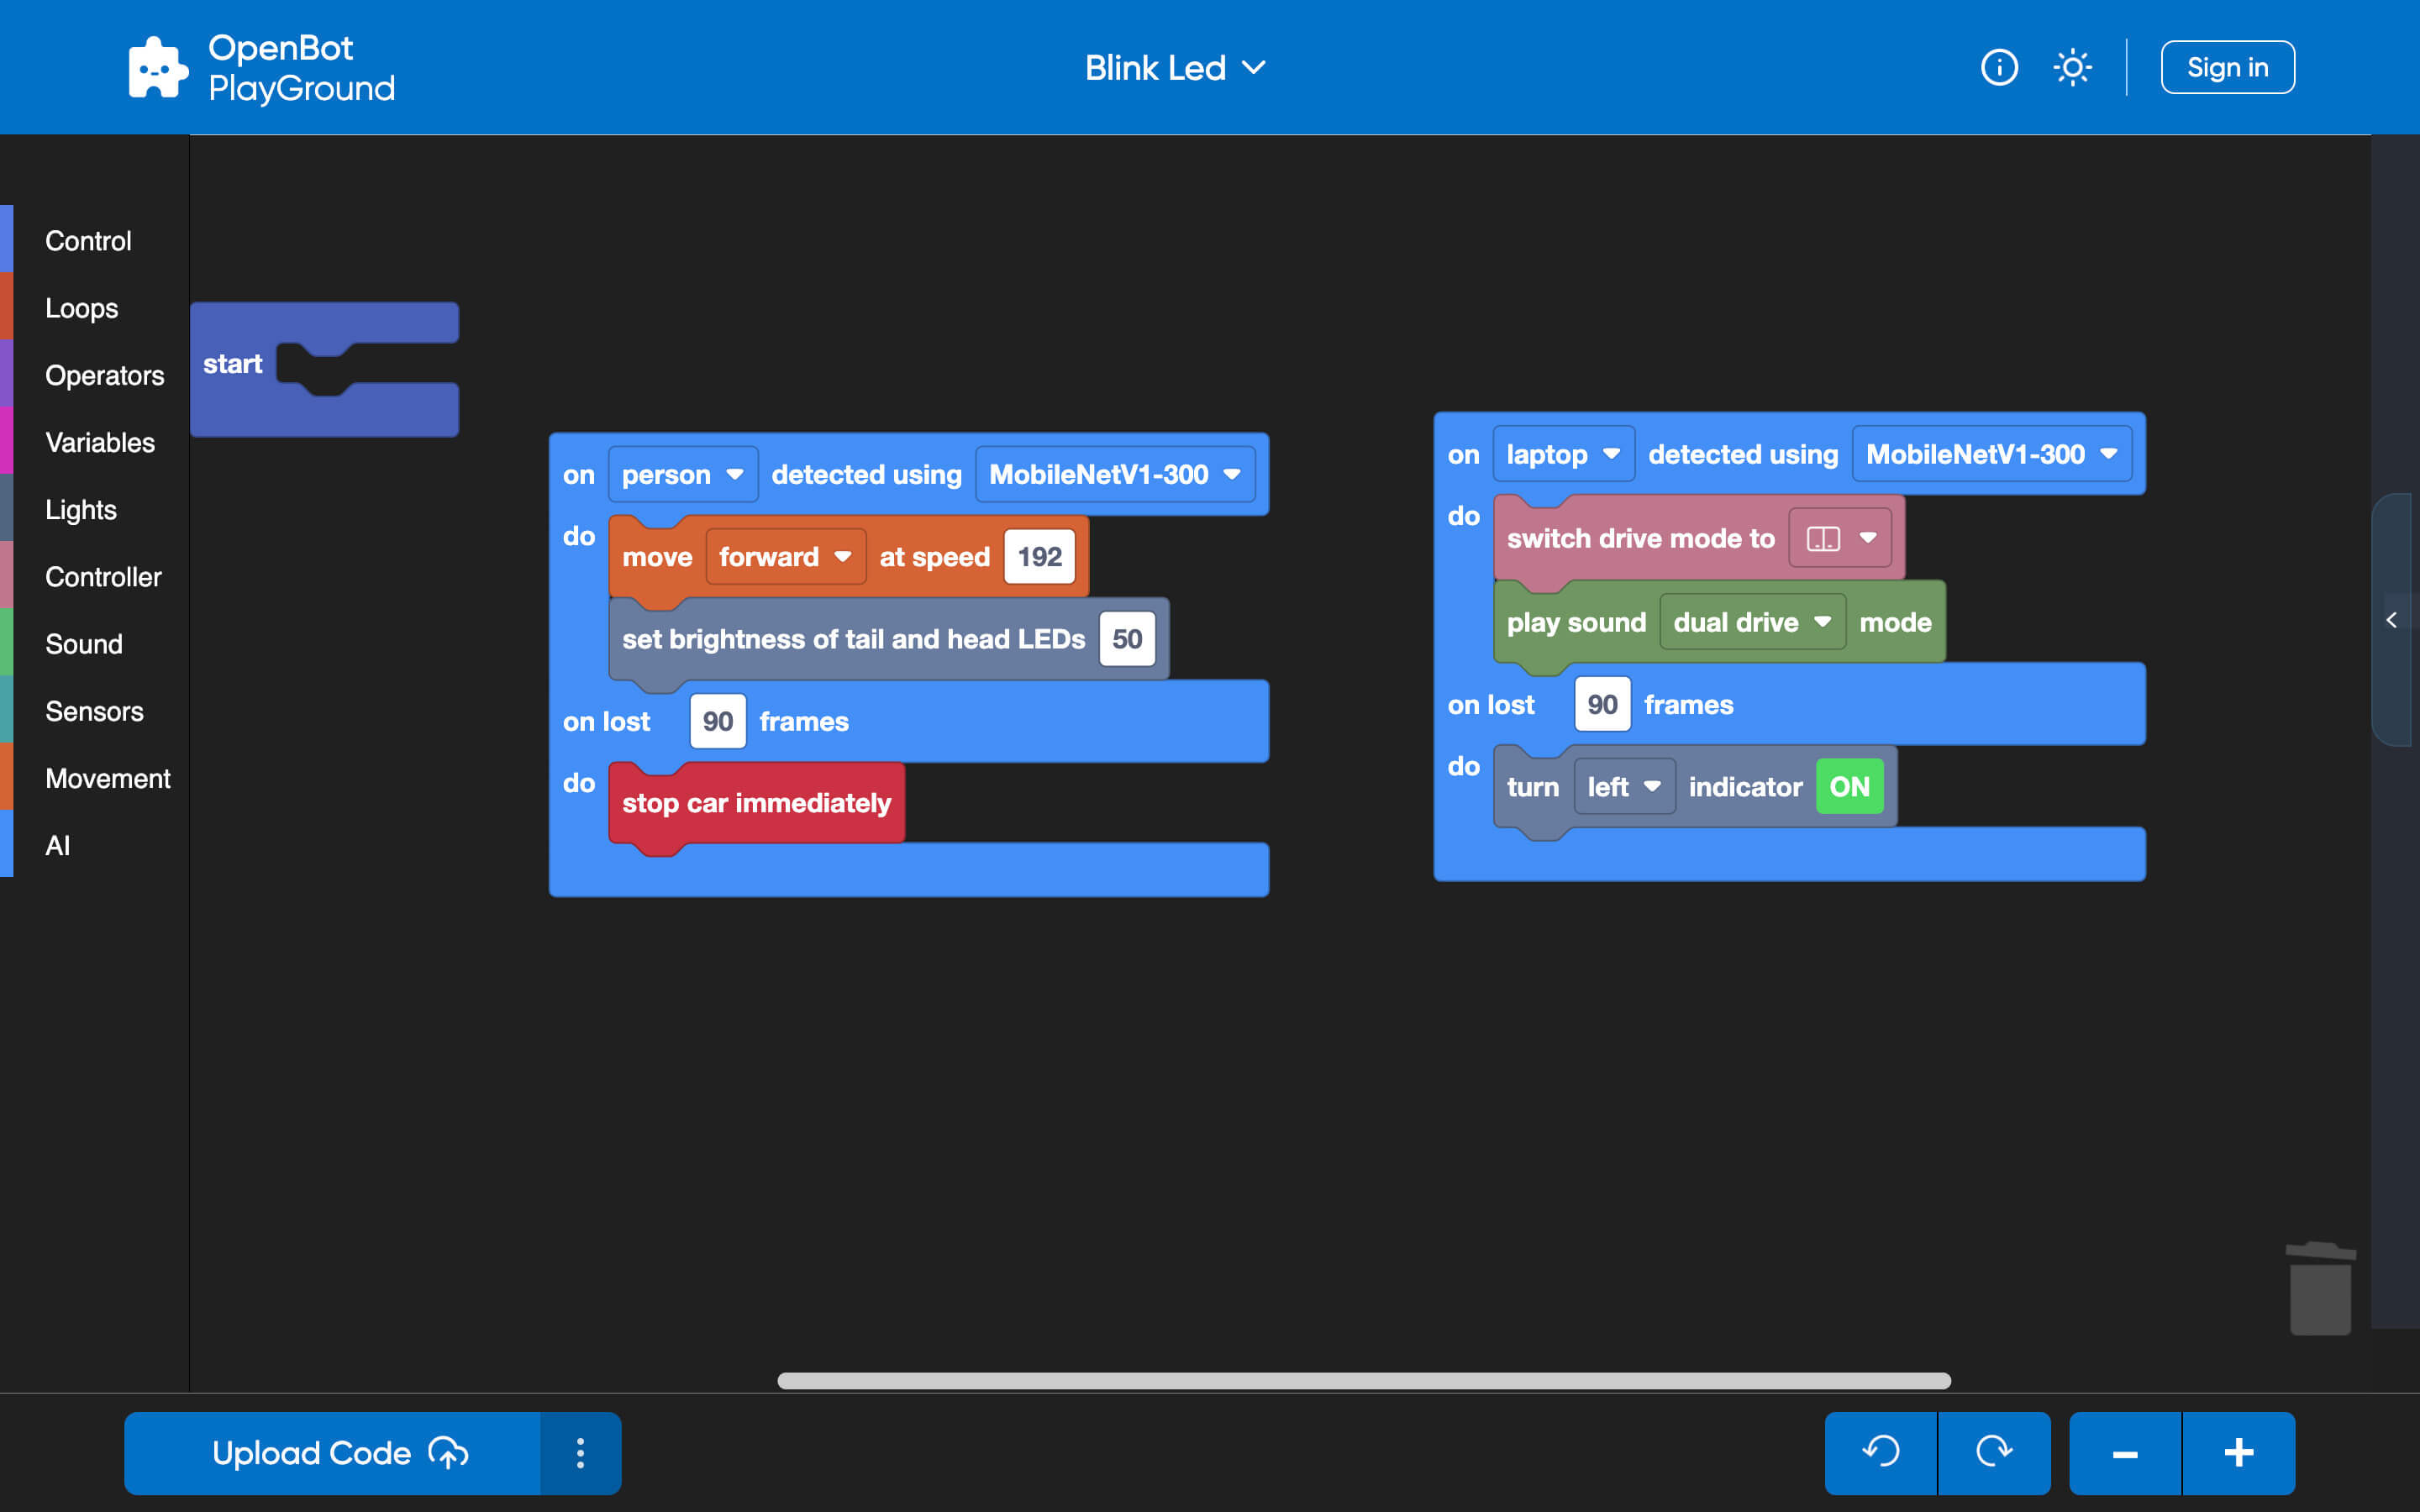 OpenBot
PlayGround
Blink Led
Sign in
Control
Loops
Operators
Variables
Lights
Controller
Sound
Sensors
Movement
AI
start
on person detected using MobileNetV1-300
do move forward at speed 192
set brightness of tail and head LEDs 50
on lost 90 frames
do stop car immediately
on laptop detected using MobileNetV1-300
do switch drive mode to
play sound dual drive mode
on lost 90 frames
do turn left indicator ON
Upload Code